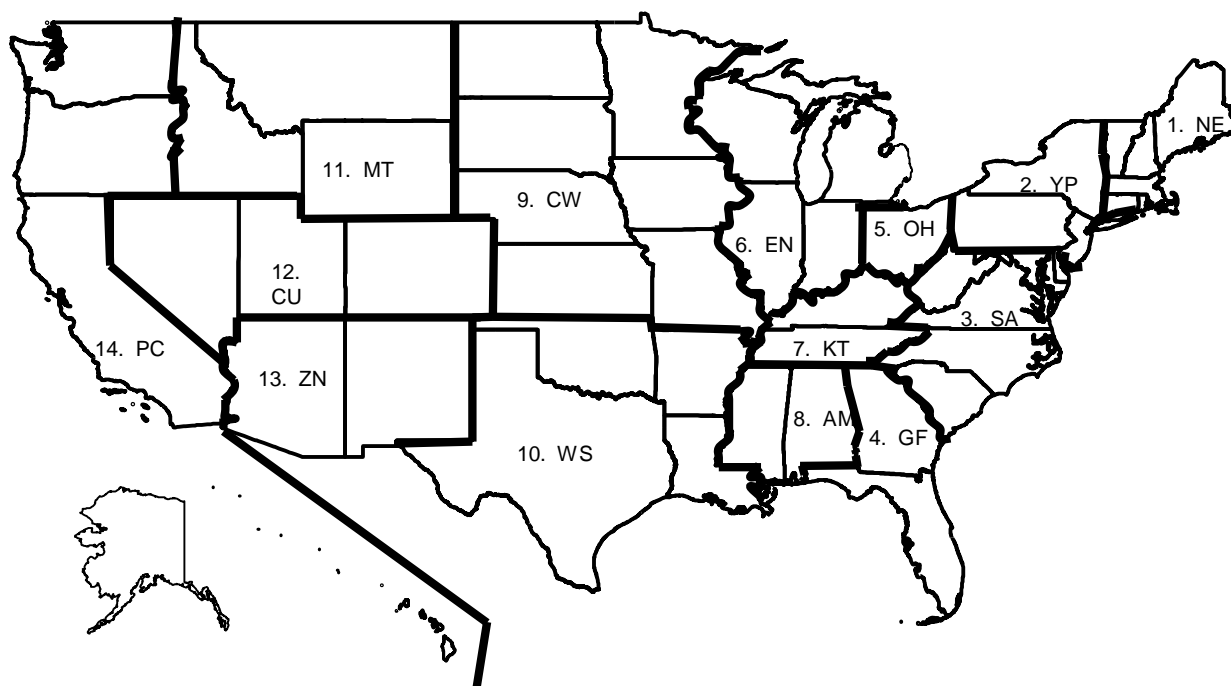 1. NE
2. YP
11. MT
9. CW
5. OH
6. EN
12.
CU
3. SA
14. PC
7. KT
13. ZN
8. AM
4. GF
10. WS